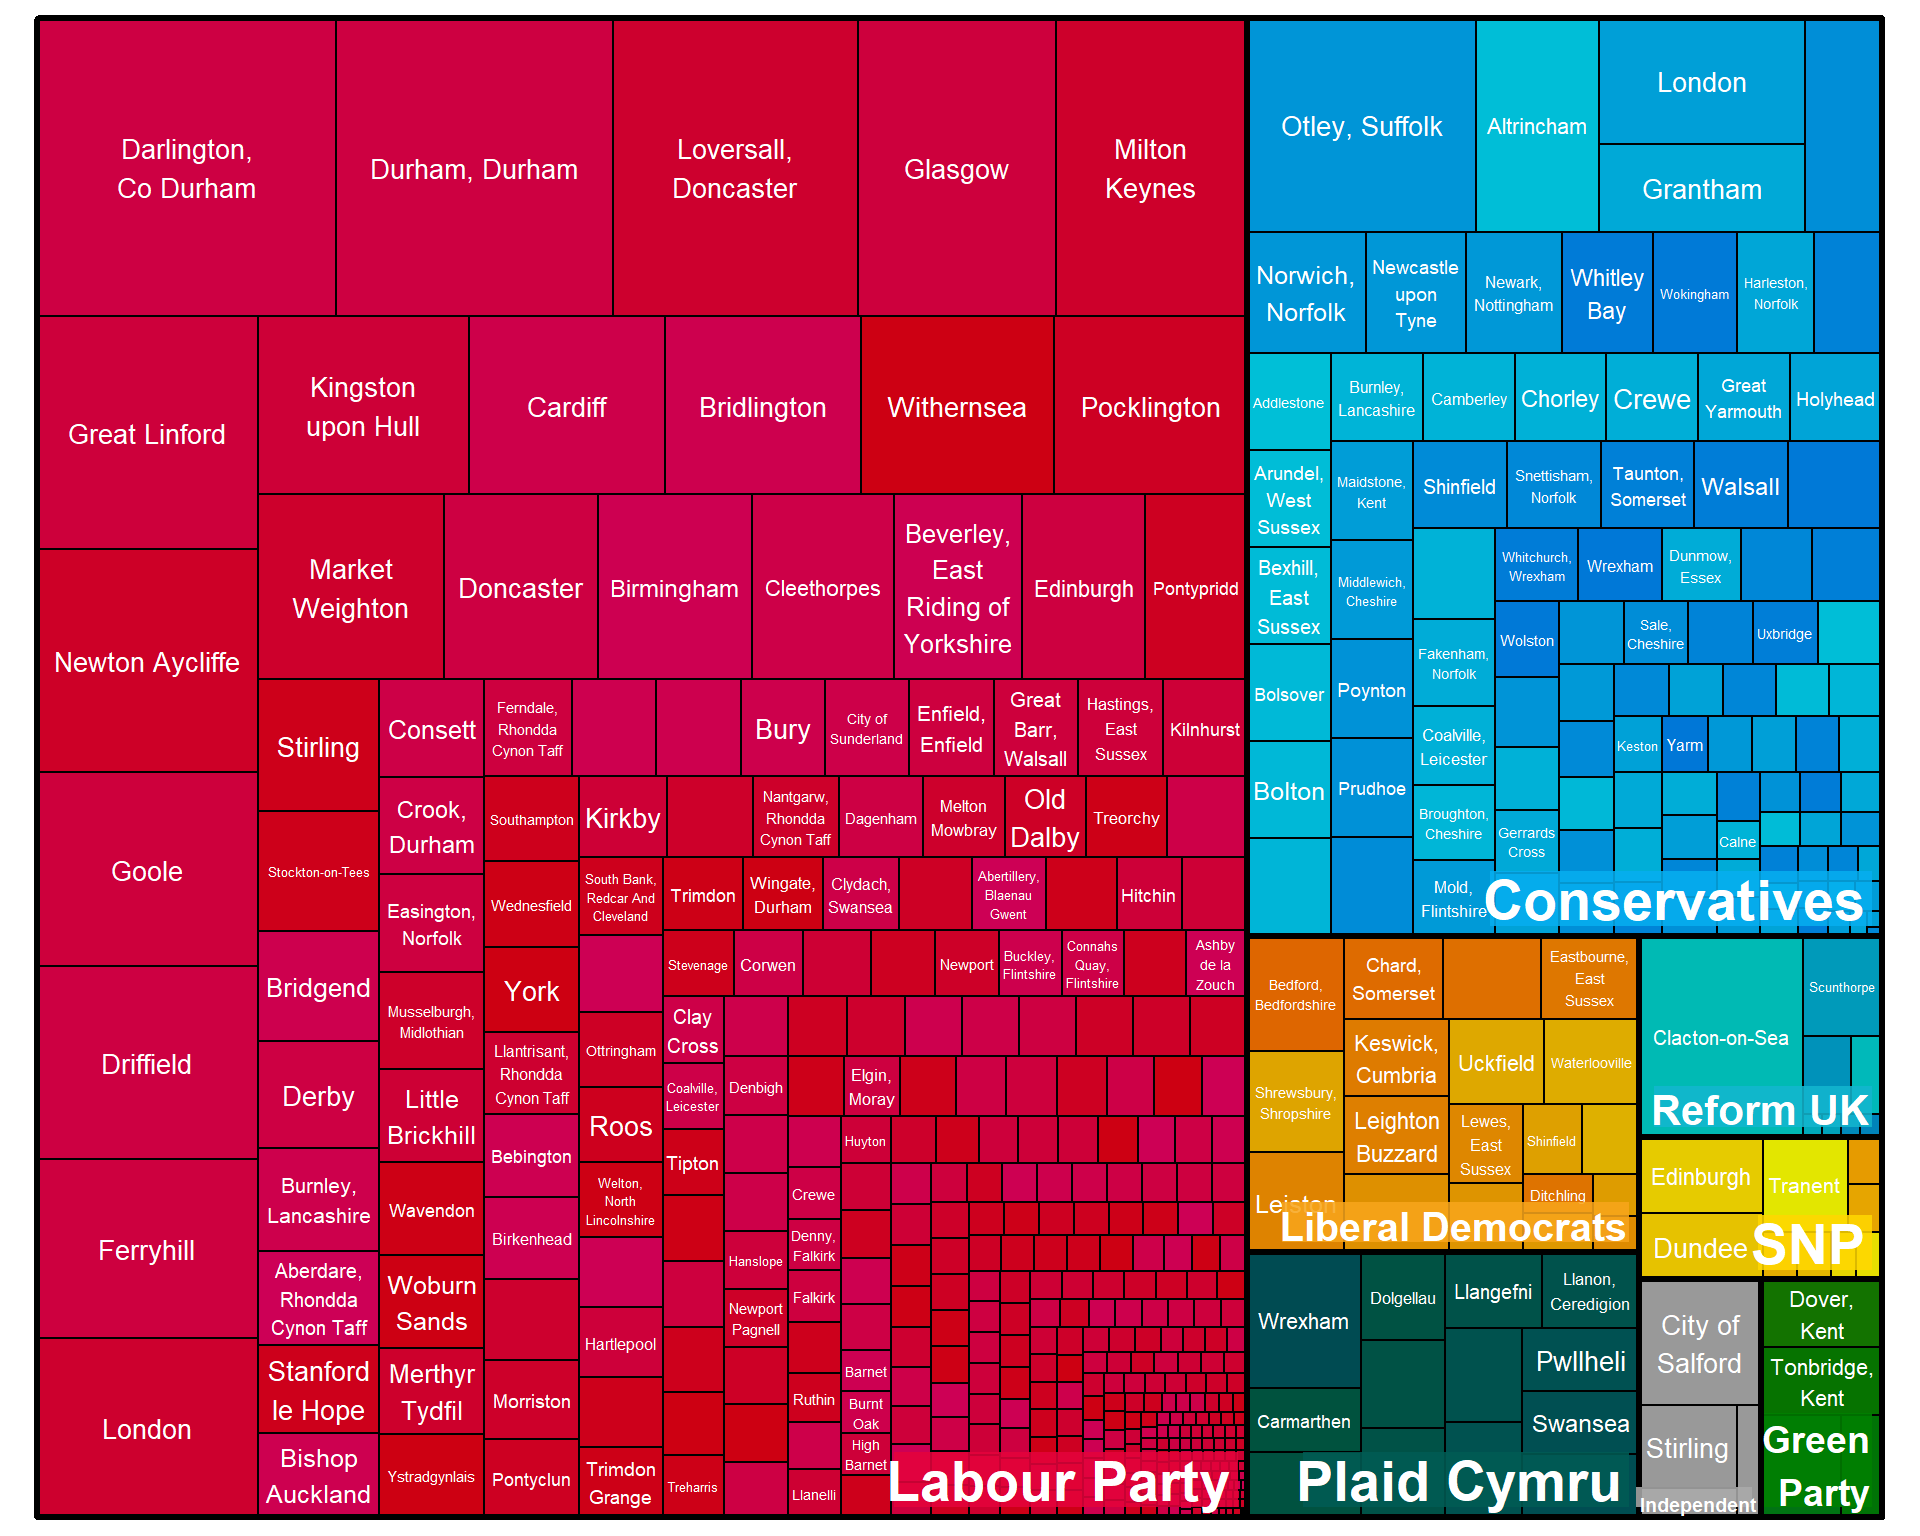 Darlington,
Co Durham
Durham, Durham
Loversall,
Doncaster
Glasgow
Milton
Keynes
Great Linford
Kingston
upon Hull
Cardiff
Bridlington
Withernsea
Pocklington
Newton Aycliffe
Market
Weighton
Doncaster
Birmingham
Cleethorpes
Beverley,
East
Riding of
Yorkshire
Edinburgh
Pontypridd
Goole
Driffield
Ferryhill
London
Stirling
Stockton-on-Tees
Bridgend
Derby
Burnley,
Lancashire
Aberdare,
Rhondda
Cynon Taff
Stanford
le Hope
Bishop
Auckland
Consett
Crook,
Durham
Easington,
Norfolk
Musselburgh,
Midlothian
Little
Brickhill
Wavendon
Woburn
Sands
Merthyr
Tydfil
Ystradgynlais
Ferndale,
Rhondda
Cynon Taff
Bury
City of
Sunderland
Enfield,
Enfield
Great
Barr,
Walsall
Hastings,
East
Sussex
Kilnhurst
Southampton
Wednesfield
York
Llantrisant,
Rhondda
Cynon Taff
Bebington
Birkenhead
Morriston
Pontyclun
Kirkby
Nantgarw,
Rhondda
Cynon Taff
Dagenham
Melton
Mowbray
Old
Dalby
Treorchy
South Bank,
Redcar And
Cleveland
Ottringham
Roos
Welton,
North
Lincolnshire
Hartlepool
Trimdon
Grange
Trimdon
Wingate,
Durham
Clydach,
Swansea
Abertillery,
Blaenau
Gwent
Hitchin
Stevenage
Corwen
Newport
Buckley,
Flintshire
Connahs
Quay,
Flintshire
Ashby
de la
Zouch
Clay
Cross
Coalville,
Leicester
Tipton
Treharris
Denbigh
Hanslope
Newport
Pagnell
Elgin,
Moray
Huyton
Crewe
Denny,
Falkirk
Falkirk
Ruthin
Llanelli
Barnet
Burnt
Oak
High
Barnet
Labour Party
Otley, Suffolk
Altrincham
London
Grantham
Norwich,
Norfolk
Newcastle
upon
Tyne
Newark,
Nottingham
Whitley
Bay
Wokingham
Harleston,
Norfolk
Addlestone
Burnley,
Lancashire
Camberley
Chorley
Crewe
Great
Yarmouth
Holyhead
Arundel,
West
Sussex
Maidstone,
Kent
Shinfield
Snettisham,
Norfolk
Taunton,
Somerset
Walsall
Bexhill,
East
Sussex
Middlewich,
Cheshire
Whitchurch,
Wrexham
Wrexham
Dunmow,
Essex
Bolsover
Poynton
Fakenham,
Norfolk
Wolston
Sale,
Cheshire
Uxbridge
Bolton
Prudhoe
Coalville,
Leicester
Keston
Yarm
Broughton,
Cheshire
Gerrards
Cross
Calne
Mold,
Flintshire
Conservatives
Bedford,
Bedfordshire
Chard,
Somerset
Eastbourne,
East
Sussex
Shrewsbury,
Shropshire
Keswick,
Cumbria
Uckfield
Waterlooville
Leighton
Buzzard
Lewes,
East
Sussex
Shinfield
Leiston
Ditchling
Liberal Democrats
Clacton-on-Sea
Scunthorpe
Reform UK
Edinburgh
Tranent
Dundee
SNP
Wrexham
Dolgellau
Llangefni
Llanon,
Ceredigion
Pwllheli
Carmarthen
Swansea
Plaid Cymru
City of
Salford
Stirling
Independent
Dover,
Kent
Tonbridge,
Kent
Green
Party